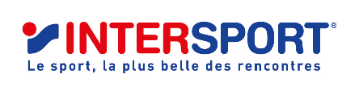 INTERSPORT®
Le sport, la plus belle des rencontres